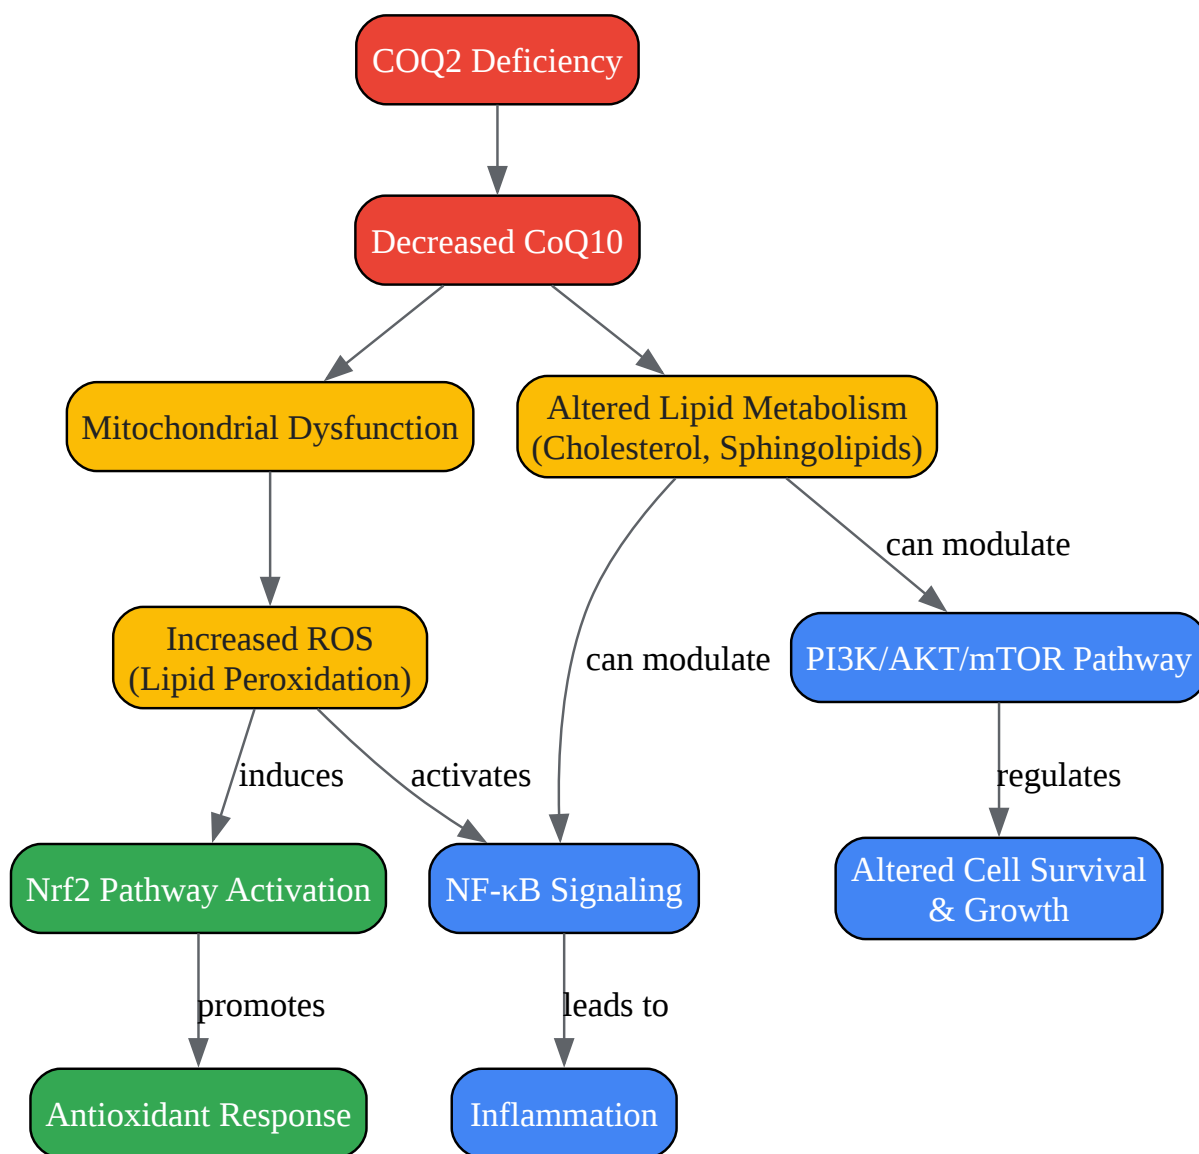 COQ2 Deficiency
Decreased CoQ10
Mitochondrial Dysfunction
Altered Lipid Metabolism
(Cholesterol, Sphingolipids)
can modulate
Increased ROS
(Lipid Peroxidation)
can modulate
PI3K/AKT/mTOR Pathway
induces
activates
regulates
Nrf2 Pathway Activation
NF-κB Signaling
Altered Cell Survival
& Growth
promotes
leads to
Antioxidant Response
Inflammation